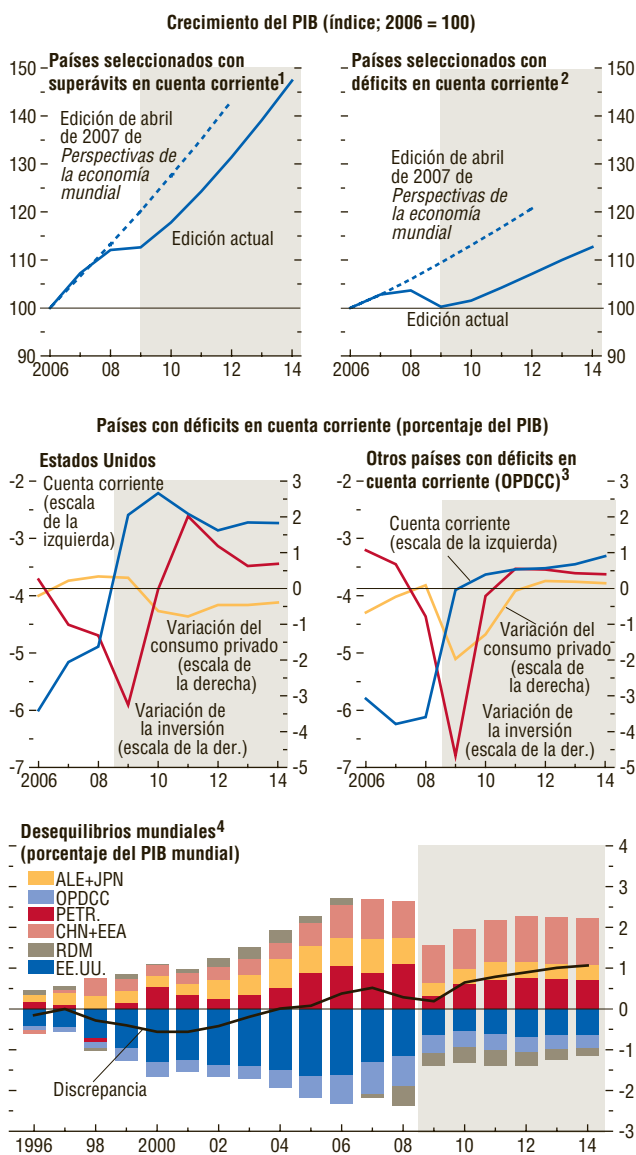 Crecimiento del PIB (índice; 2006 = 100)
Países seleccionados con
superávits en cuenta corriente1
150
140
130
120
110
100
90
Edición de abril
de 2007 de
Perspectivas de
la economía
mundial
Edición actual
2006 08 10 12 14
Países seleccionados con
déficits en cuenta corriente2
150
140
130
120
110
100
90
Edición de abril
de 2007 de
Perspectivas de
la economía
mundial
Edición actual
2006 08 10 12 14
Países con déficits en cuenta corriente (porcentaje del PIB)
Estados Unidos
-2
-3
-4
-5
-6
-7
Cuenta corriente
(escala
de la
izquierda)
Variación del
consumo privado
(escala de
la derecha)
Variación de
la inversión
(escala de la der.)
3
2
1
0
-1
-2
-3
-4
-5
2006 08 10 12 14
Otros países con déficits en
cuenta corriente (OPDCC)3
-2
-3
-4
-5
-6
-7
Cuenta corriente
(escala de la izquierda)
Variación del
consumo privado
(escala de
la derecha)
Variación de
la inversión
(escala de la der.)
3
2
1
0
-1
-2
-3
-4
-5
2006 08 10 12 14
Desequilibrios mundiales4
(porcentaje del PIB mundial)
ALE+JPN
OPDCC
PETR.
CHN+EEA
RDM
EE.UU.
Discrepancia
4
3
2
1
0
-1
-2
-3
1996 98 2000 02 04 06 08 10 12 14